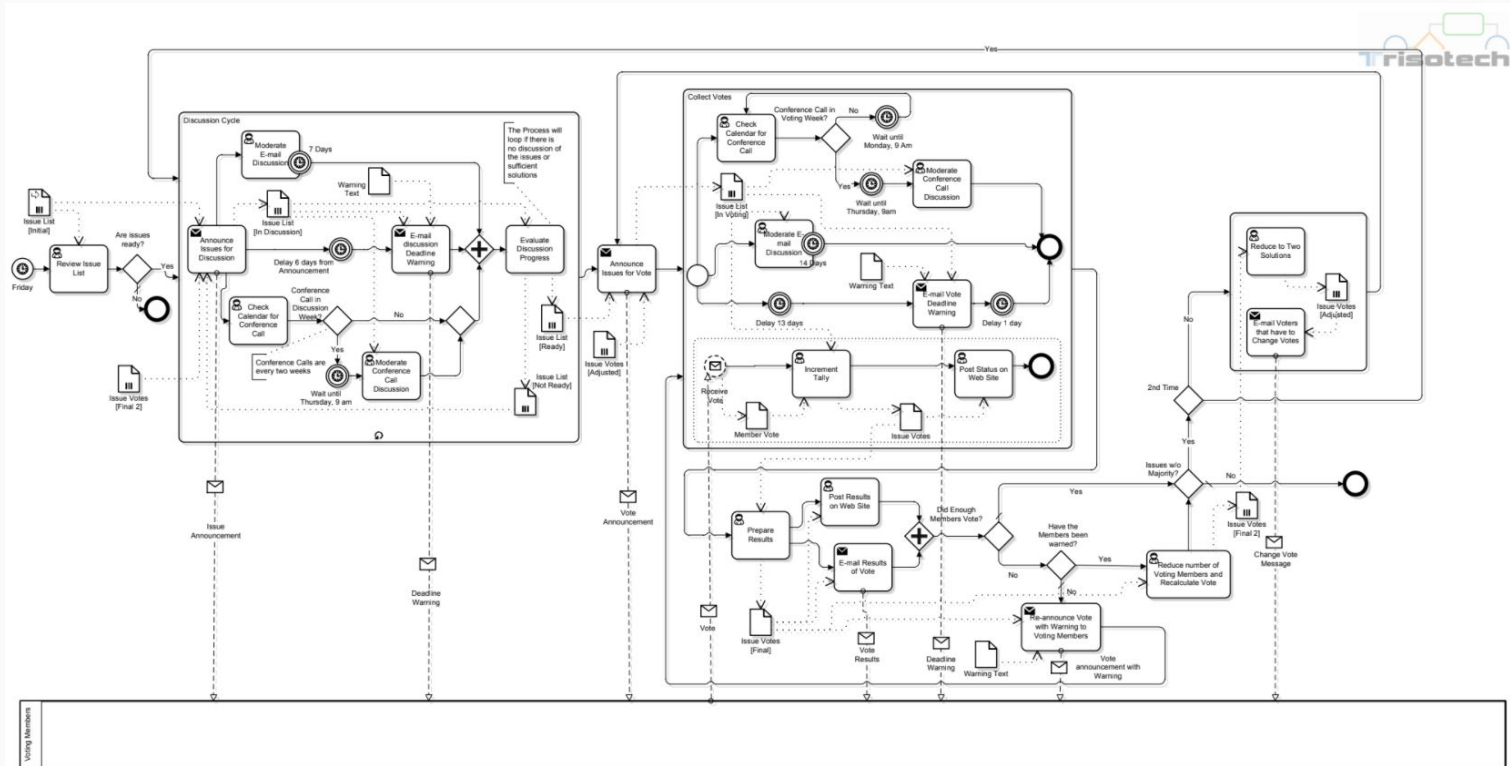 Trisotech
Yes
Discussion Cycle
Moderate
E-mail
Discussion
7 Days
The Process will
loop if there is
no discussion of
the issues or
sufficient
solutions
Warning
Text
Issue List
[Initial]
Issue List
[In Discussion]
Are issues
ready?
Review Issue
List
Friday
Yes
No
Announce
Issues for
Discussion
Delay 6 days from
Announcement
E-mail
discussion
Deadline
Warning
Evaluate
Discussion
Progress
Check
Calendar for
Conference
Call
Conference
Call in
Discussion
Week?
No
Yes
Conference Calls are
every two weeks
Wait until
Thursday, 9 am
Moderate
Conference
Call
Discussion
Issue List
[Ready]
Issue List
[Not Ready]
Issue Votes
[Final 2]
Announce
Issues for Vote
Issue Votes
[Adjusted]
Collect Votes
Check
Calendar for
Conference
Call
Conference Call in
Voting Week?
No
Wait until
Monday, 9 Am
Yes
Wait until
Thursday, 9am
Moderate
Conference
Call
Discussion
Issue List
[In Voting]
Moderate E-
mail
Discussion
14 Days
Warning Text
E-mail Vote
Deadline
Warning
Delay 13 days
Delay 1 day
Receive
Vote
Increment
Tally
Post Status on
Web Site
Member Vote
Issue Votes
Reduce to Two
Solutions
Issue Votes
[Adjusted]
E-mail Voters
that have to
Change Votes
No
2nd Time
Yes
Issues w/o
Majority?
No
Prepare
Results
Post Results
on Web Site
E-mail Results
of Vote
Did Enough
Members Vote?
Yes
No
Have the
Members been
warned?
Yes
No
Reduce number of
Voting Members and
Recalculate Vote
Issue Votes
[Final 2]
Re-announce Vote
with Warning to
Voting Members
Issue Votes
[Final]
Warning Text
Issue
Announcement
Deadline
Warning
Vote
Announcement
Vote
Vote
Results
Deadline
Warning
Vote
announcement with
Warning
Change Vote
Message
Voting Members